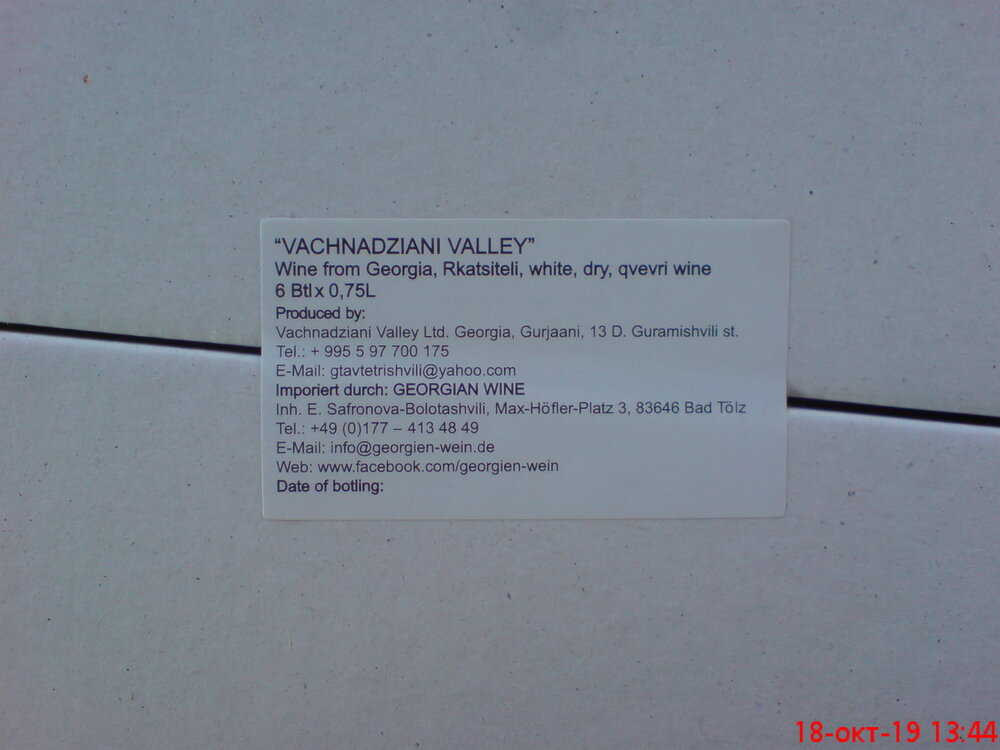 “VACHNADZIANI VALLEY”
Wine from Georgia, Rkatsiteli, white, dry, qvevri wine
6 Btl x 0,75L
Produced by:
Vachnadziani Valley Ltd. Georgia, Gurjaani, 13 D. Guramishvili st.
Tel.: + 995 5 97 700 175
E-Mail: gtavtetrishvili@yahoo.com
Imporiert durch: GEORGIAN WINE
Inh. E. Safronova-Bolotashvili, Max-Höfler-Platz 3, 83646 Bad Tölz
Tel.: +49 (0)177 – 413 48 49
E-Mail: info@georgien-wein.de
Web: www.facebook.com/georgien-wein
Date of botling:
18-окт-19 13:44